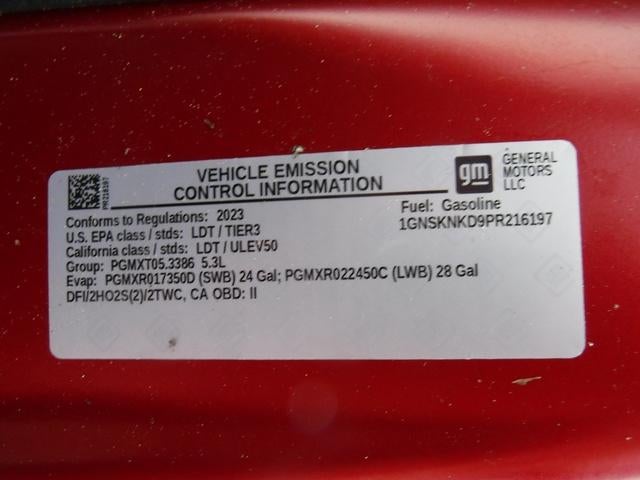 PR216197
VEHICLE EMISSION
CONTROL INFORMATION
gm
GENERAL
MOTORS
LLC
Conforms to Regulations: 2023
Fuel: Gasoline
U.S. EPA class / stds: LDT / TIER3
1GNSKNKD9PR216197
California class / stds: LDT / ULEV50
Group: PGMXT05.3386 5.3L
Evap: PGMXR017350D (SWB) 24 Gal; PGMXR022450C (LWB) 28 Gal
DFI/2HO2S(2)/2TWC, CA OBD: II